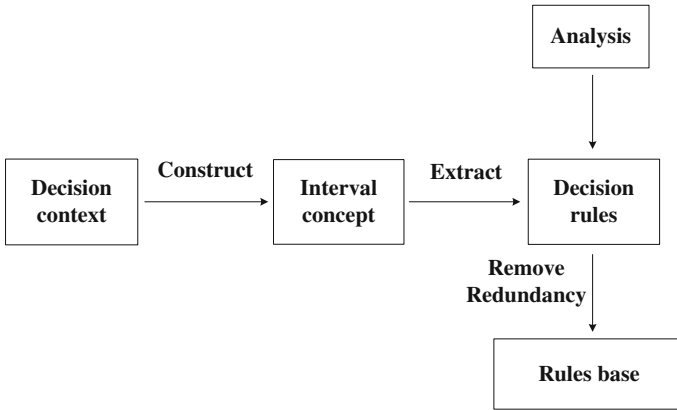 Analysis
Construct
Extract
Decision
context
Interval
concept
Decision
rules
Remove
Redundancy
Rules base